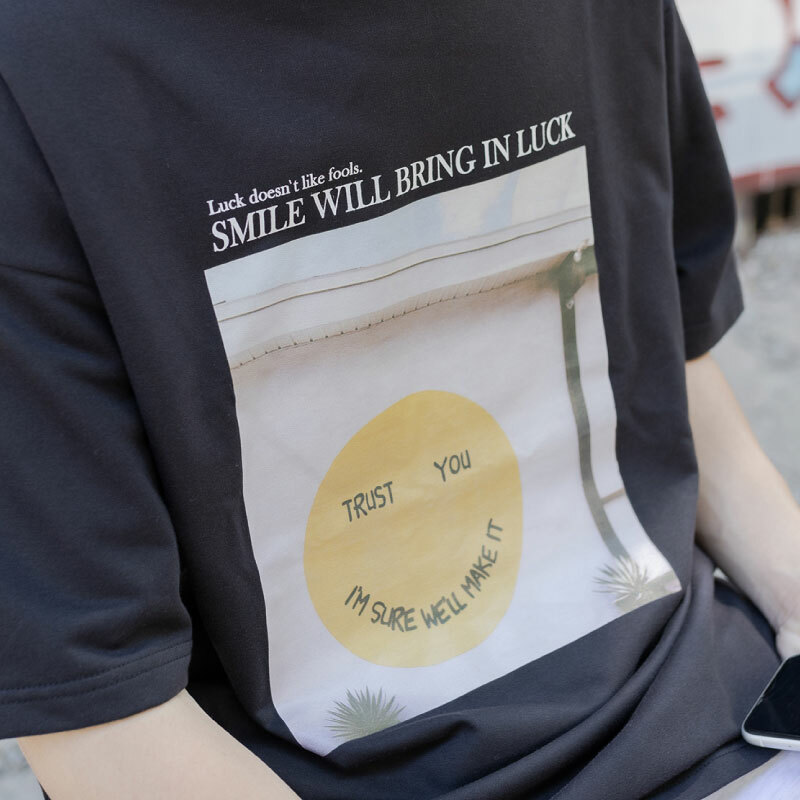 Luck doesn't like fools.
SMILE WILL BRING IN LUCK
TRUST YOU
I'M SURE WE'LL MAKE IT